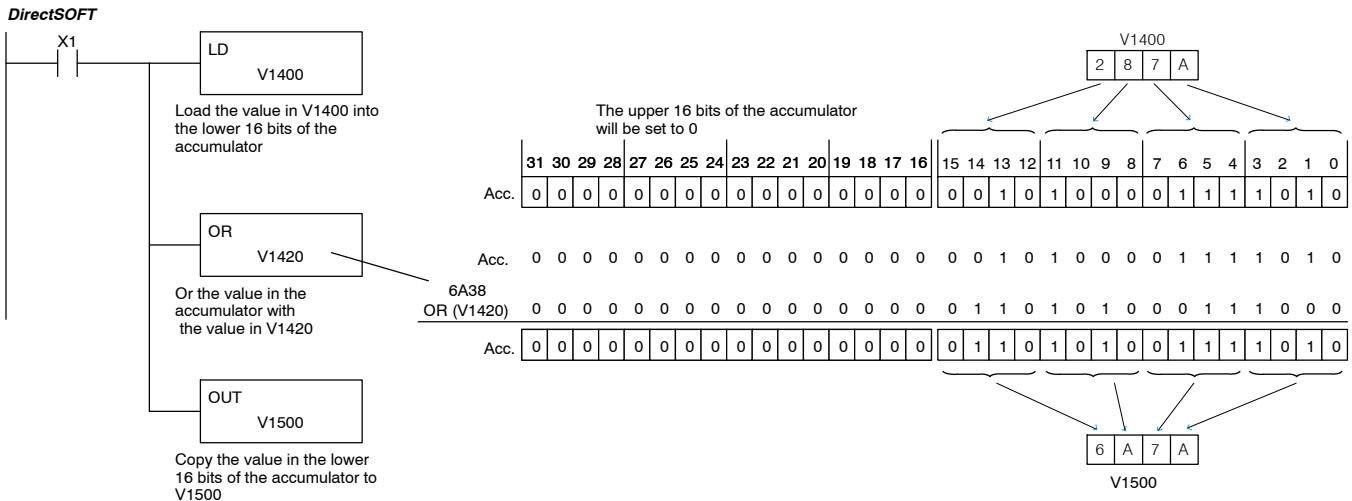 DirectSOFT
X1
LD
V1400
Load the value in V1400 into
the lower 16 bits of the
accumulator
OR
V1420
Or the value in the
accumulator with
the value in V1420
OUT
V1500
Copy the value in the lower
16 bits of the accumulator to
V1500
V1400
2 8 7 A
The upper 16 bits of the accumulator
will be set to 0
31 30 29 28 27 26 25 24 23 22 21 20 19 18 17 16 15 14 13 12 11 10 9 8 7 6 5 4 3 2 1 0
Acc. 0 0 0 0 0 0 0 0 0 0 0 0 0 0 0 0 0 0 1 0 1 0 0 0 0 1 1 1 1 0 1 0
Acc. 0 0 0 0 0 0 0 0 0 0 0 0 0 0 0 0 0 0 1 0 1 0 0 0 0 1 1 1 1 0 1 0
6A38
OR (V1420) 0 0 0 0 0 0 0 0 0 0 0 0 0 0 0 0 0 1 1 0 1 0 1 0 0 0 1 1 1 0 0 0
Acc. 0 0 0 0 0 0 0 0 0 0 0 0 0 0 0 0 0 1 1 0 1 0 1 0 0 1 1 1 1 0 1 0
6 A 7 A
V1500